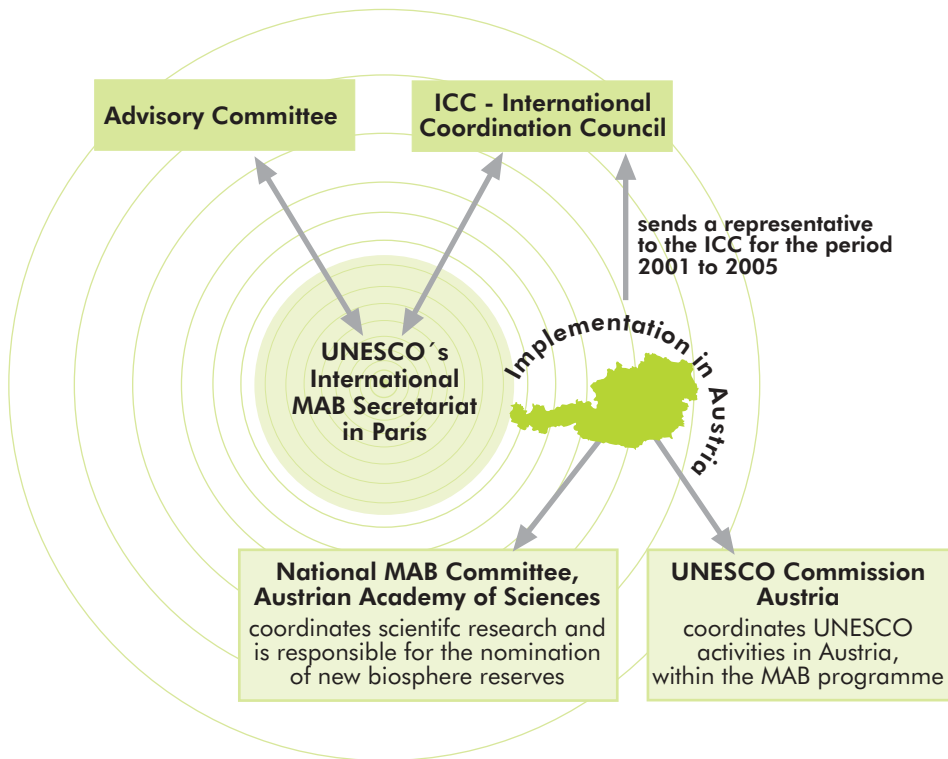 Advisory Committee
ICC - International
Coordination Council
sends a representative
to the ICC for the period
2001 to 2005
Implementation in Austria
UNESCO´s
International
MAB Secretariat
in Paris
National MAB Committee,
Austrian Academy of Sciences
coordinates scientifc research and
is responsible for the nomination
of new biosphere reserves
UNESCO Commission
Austria
coordinates UNESCO
activities in Austria,
within the MAB programme